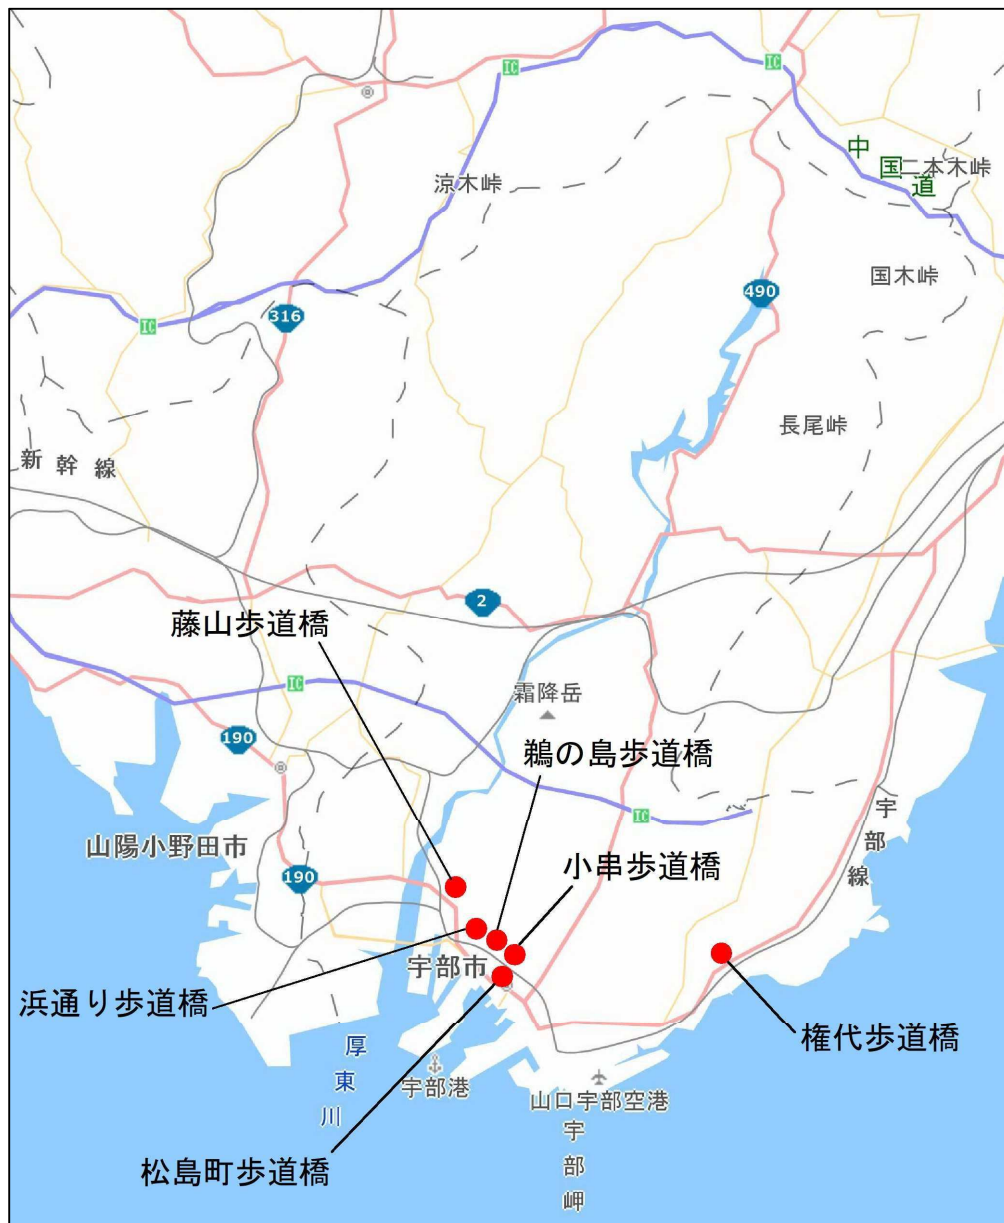 IC
IC
中国道
二本木峠
涼木峠
国木峠
490
316
IC
長尾峠
新幹線
2
藤山歩道橋
IC
霜降岳
190
鵜の島歩道橋
宇部線
IC
山陽小野田市
小串歩道橋
190
宇部市
浜通り歩道橋
権代歩道橋
厚東川
宇部港
山口宇部空港
宇部岬
松島町歩道橋